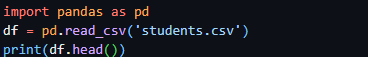 import pandas as pd
df = pd.read_csv('students.csv')
print(df.head())